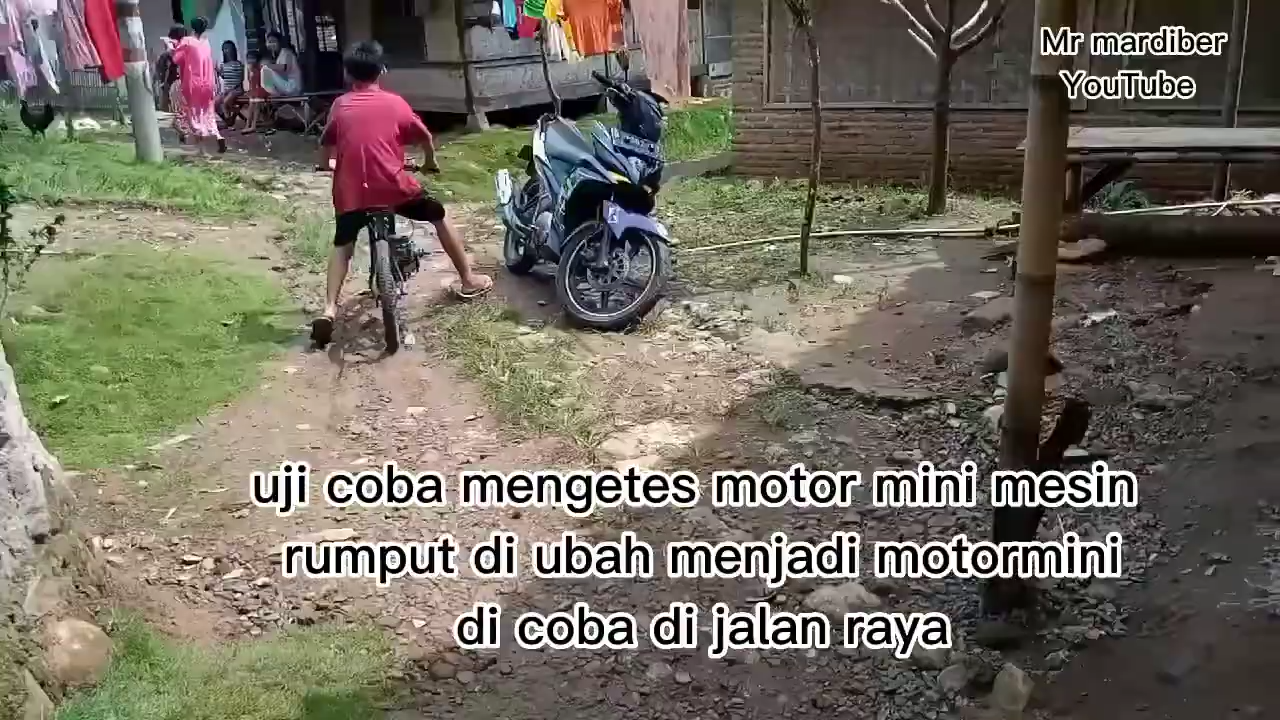 Mr mardiber
YouTube
uji coba mengetes motor mini mesin
rumput di ubah menjadi motormini
di coba di jalan raya